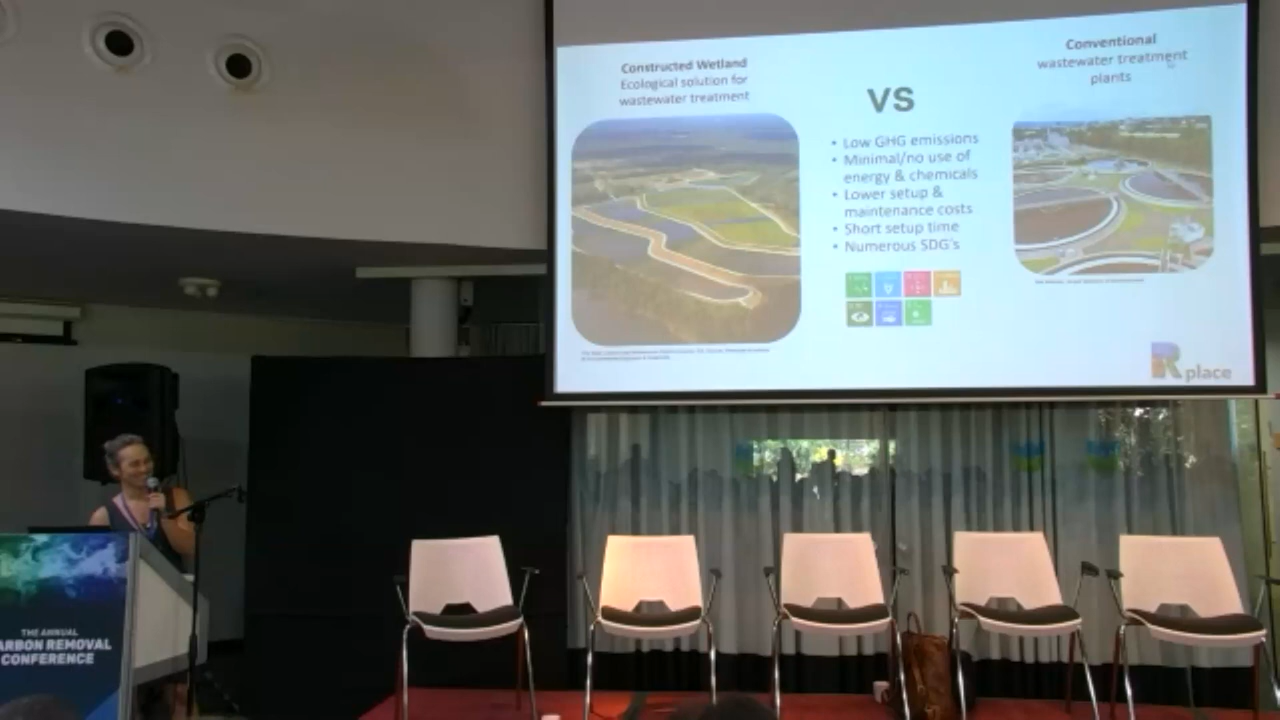 Constructed Wetland
Ecological solution for
wastewater treatment
VS
• Low GHG emissions
• Minimal/no use of
energy & chemicals
• Lower setup &
maintenance costs
• Short setup time
• Numerous SDG's
Conventional
wastewater treatment
plants
R place
THE ANNUAL
ARBON REMOVAL
CONFERENCE